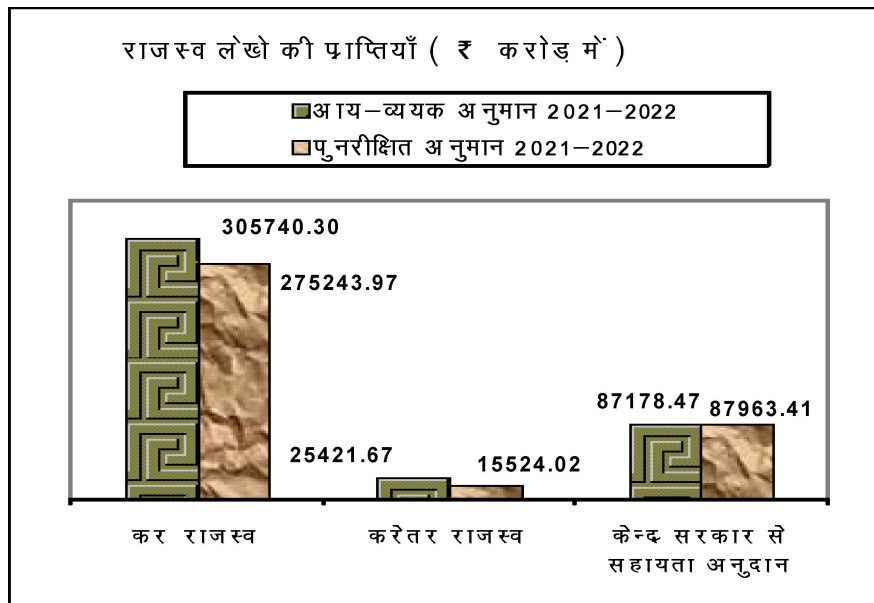 राजस्व लेखे की प्राप्तियाँ ( ₹ करोड़ में )
आय–व्ययक अनुमान 2021–2022
पुनरीक्षित अनुमान 2021–2022
305740.30
275243.97
25421.67
15524.02
87178.47
87963.41
कर राजस्व
करेतर राजस्व
केन्द्र सरकार से
सहायता अनुदान